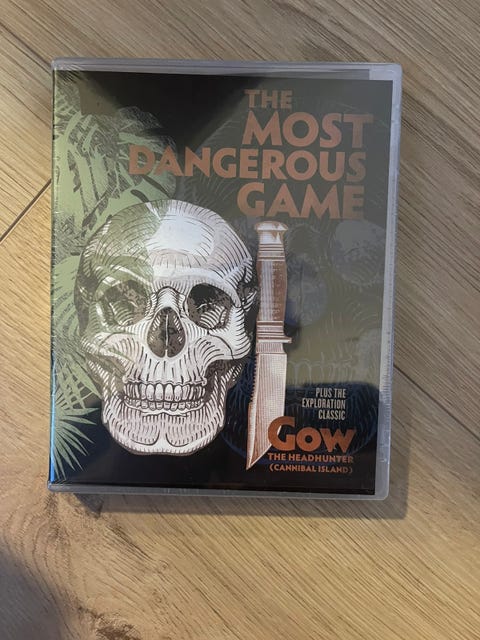 THE
MOST
DANGEROUS
GAME
PLUS THE
EXPLORATION
CLASSIC
GOW
THE HEADHUNTER
(CANNIBAL ISLAND)